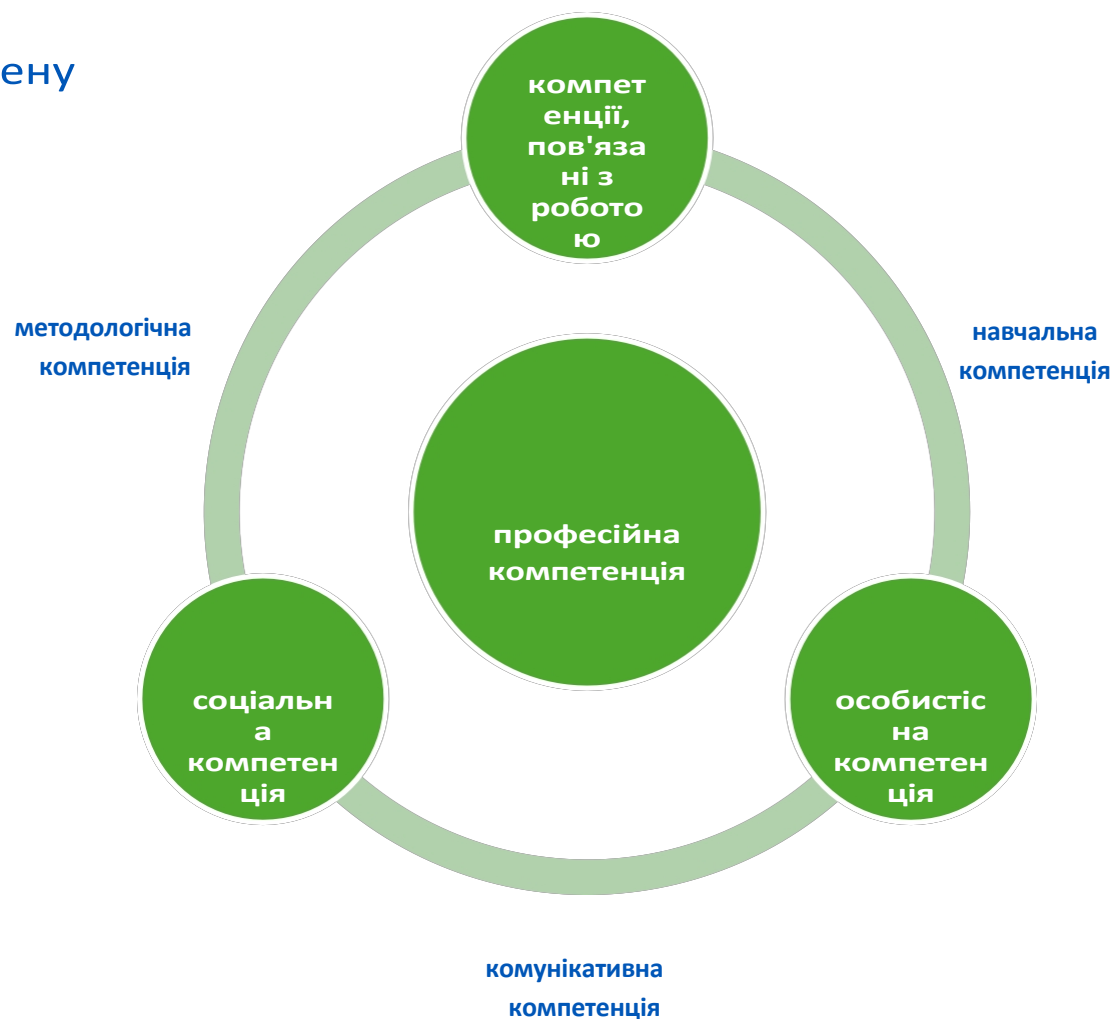 ену
компет
енції,
пов'яза
ні з
робото
ю
методологічна
компетенція
навчальна
компетенція
професійна
компетенція
соціальн
а
компетен
ція
особистіс
на
компетен
ція
комунікативна
компетенція